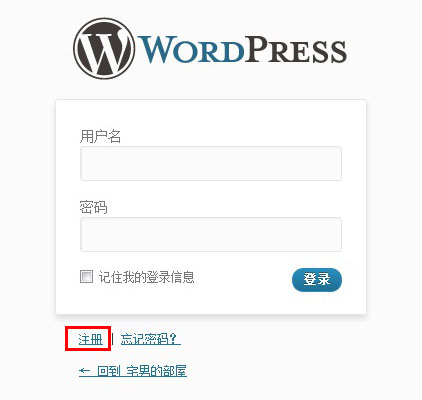 WORDPRESS
用户名
密码
记住我的登录信息
登录
注册 | 忘记密码？
← 回到 宅男的部屋